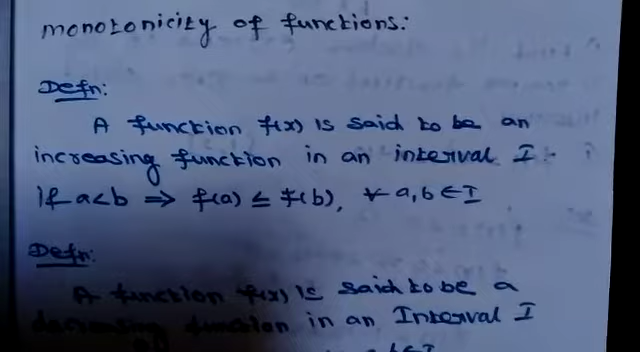 monotonicity of functions:
Defn:
A function f(x) is said to be an
increasing function in an interval I.
If a<b ⇒ f(a) ≤ f(b), ∀ a,b ∈ I
Defn:
A function f(x) is said to be a
decreasing function in an Interval I